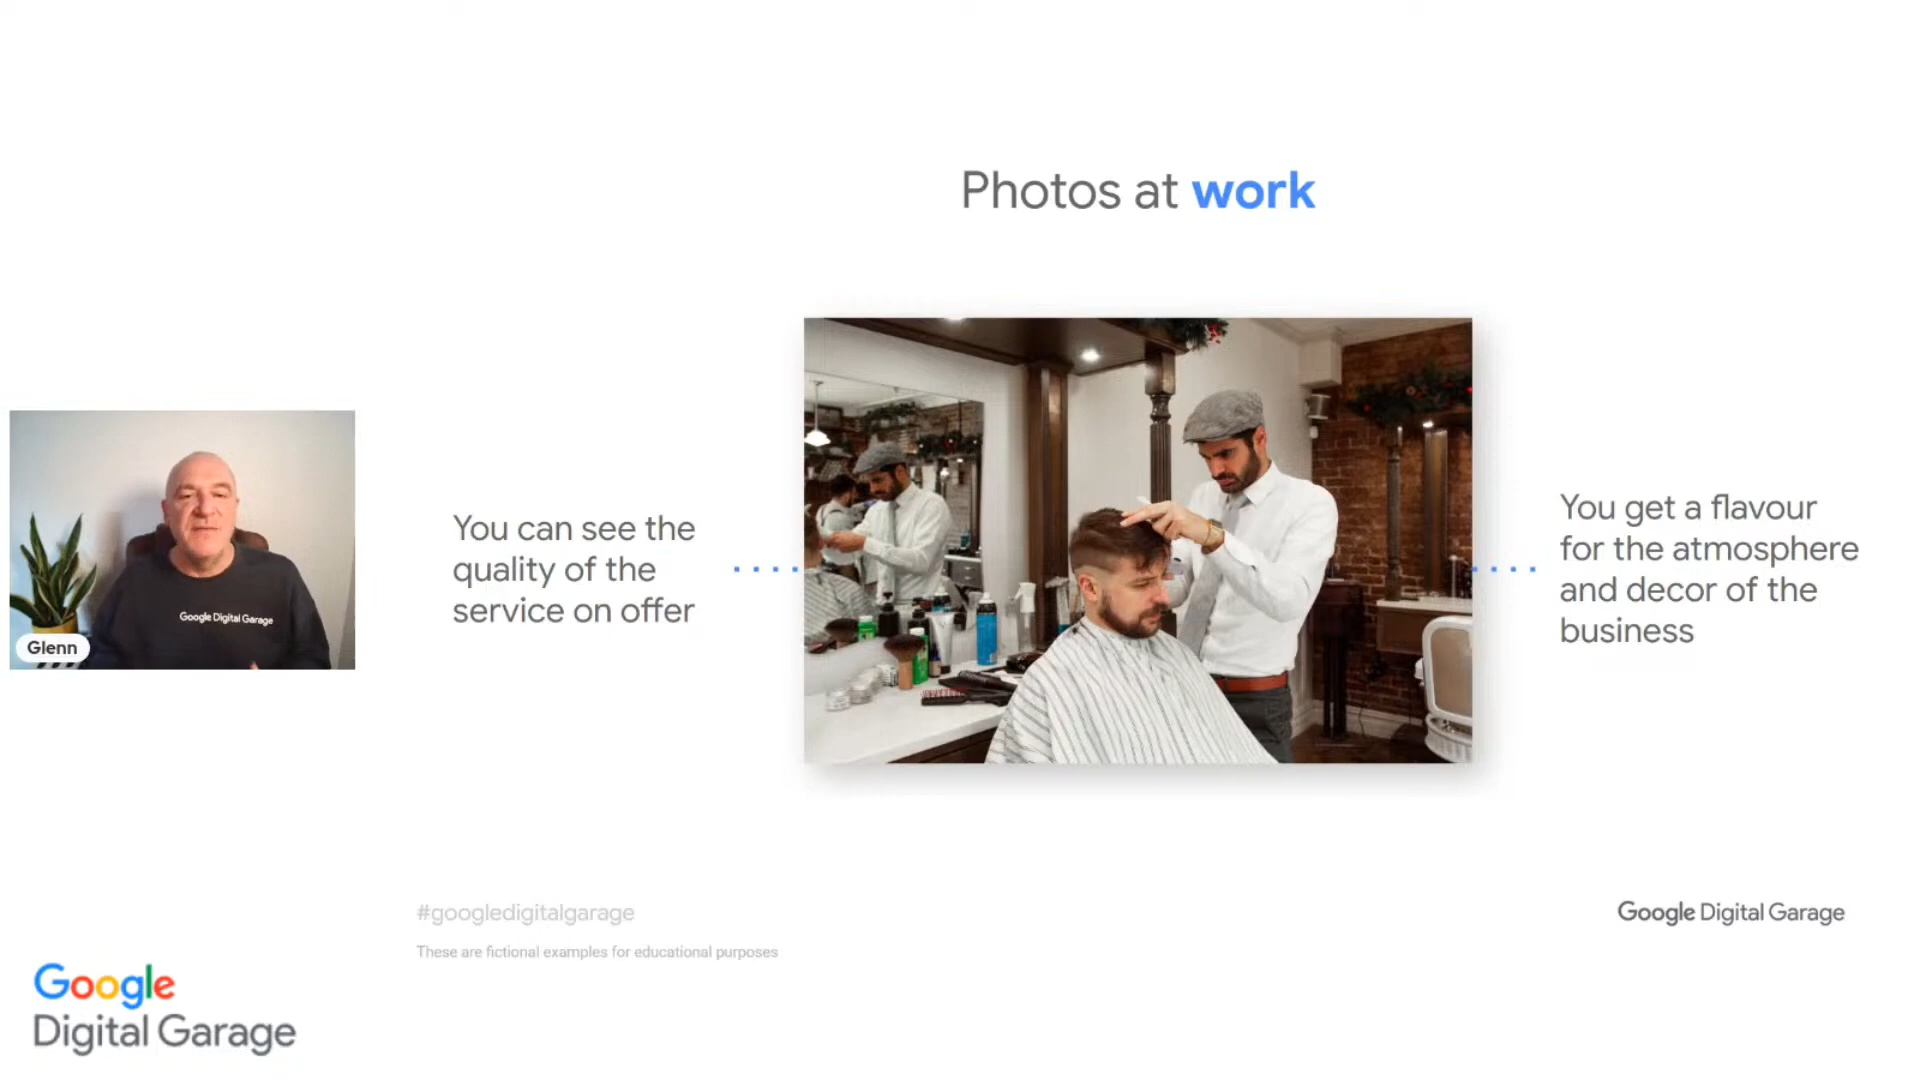 Photos at work
Google Digital Garage
Glenn
You can see the
quality of the
service on offer
You get a flavour
for the atmosphere
and decor of the
business
#googledigitalgarage
Google Digital Garage
These are fictional examples for educational purposes
Google
Digital Garage